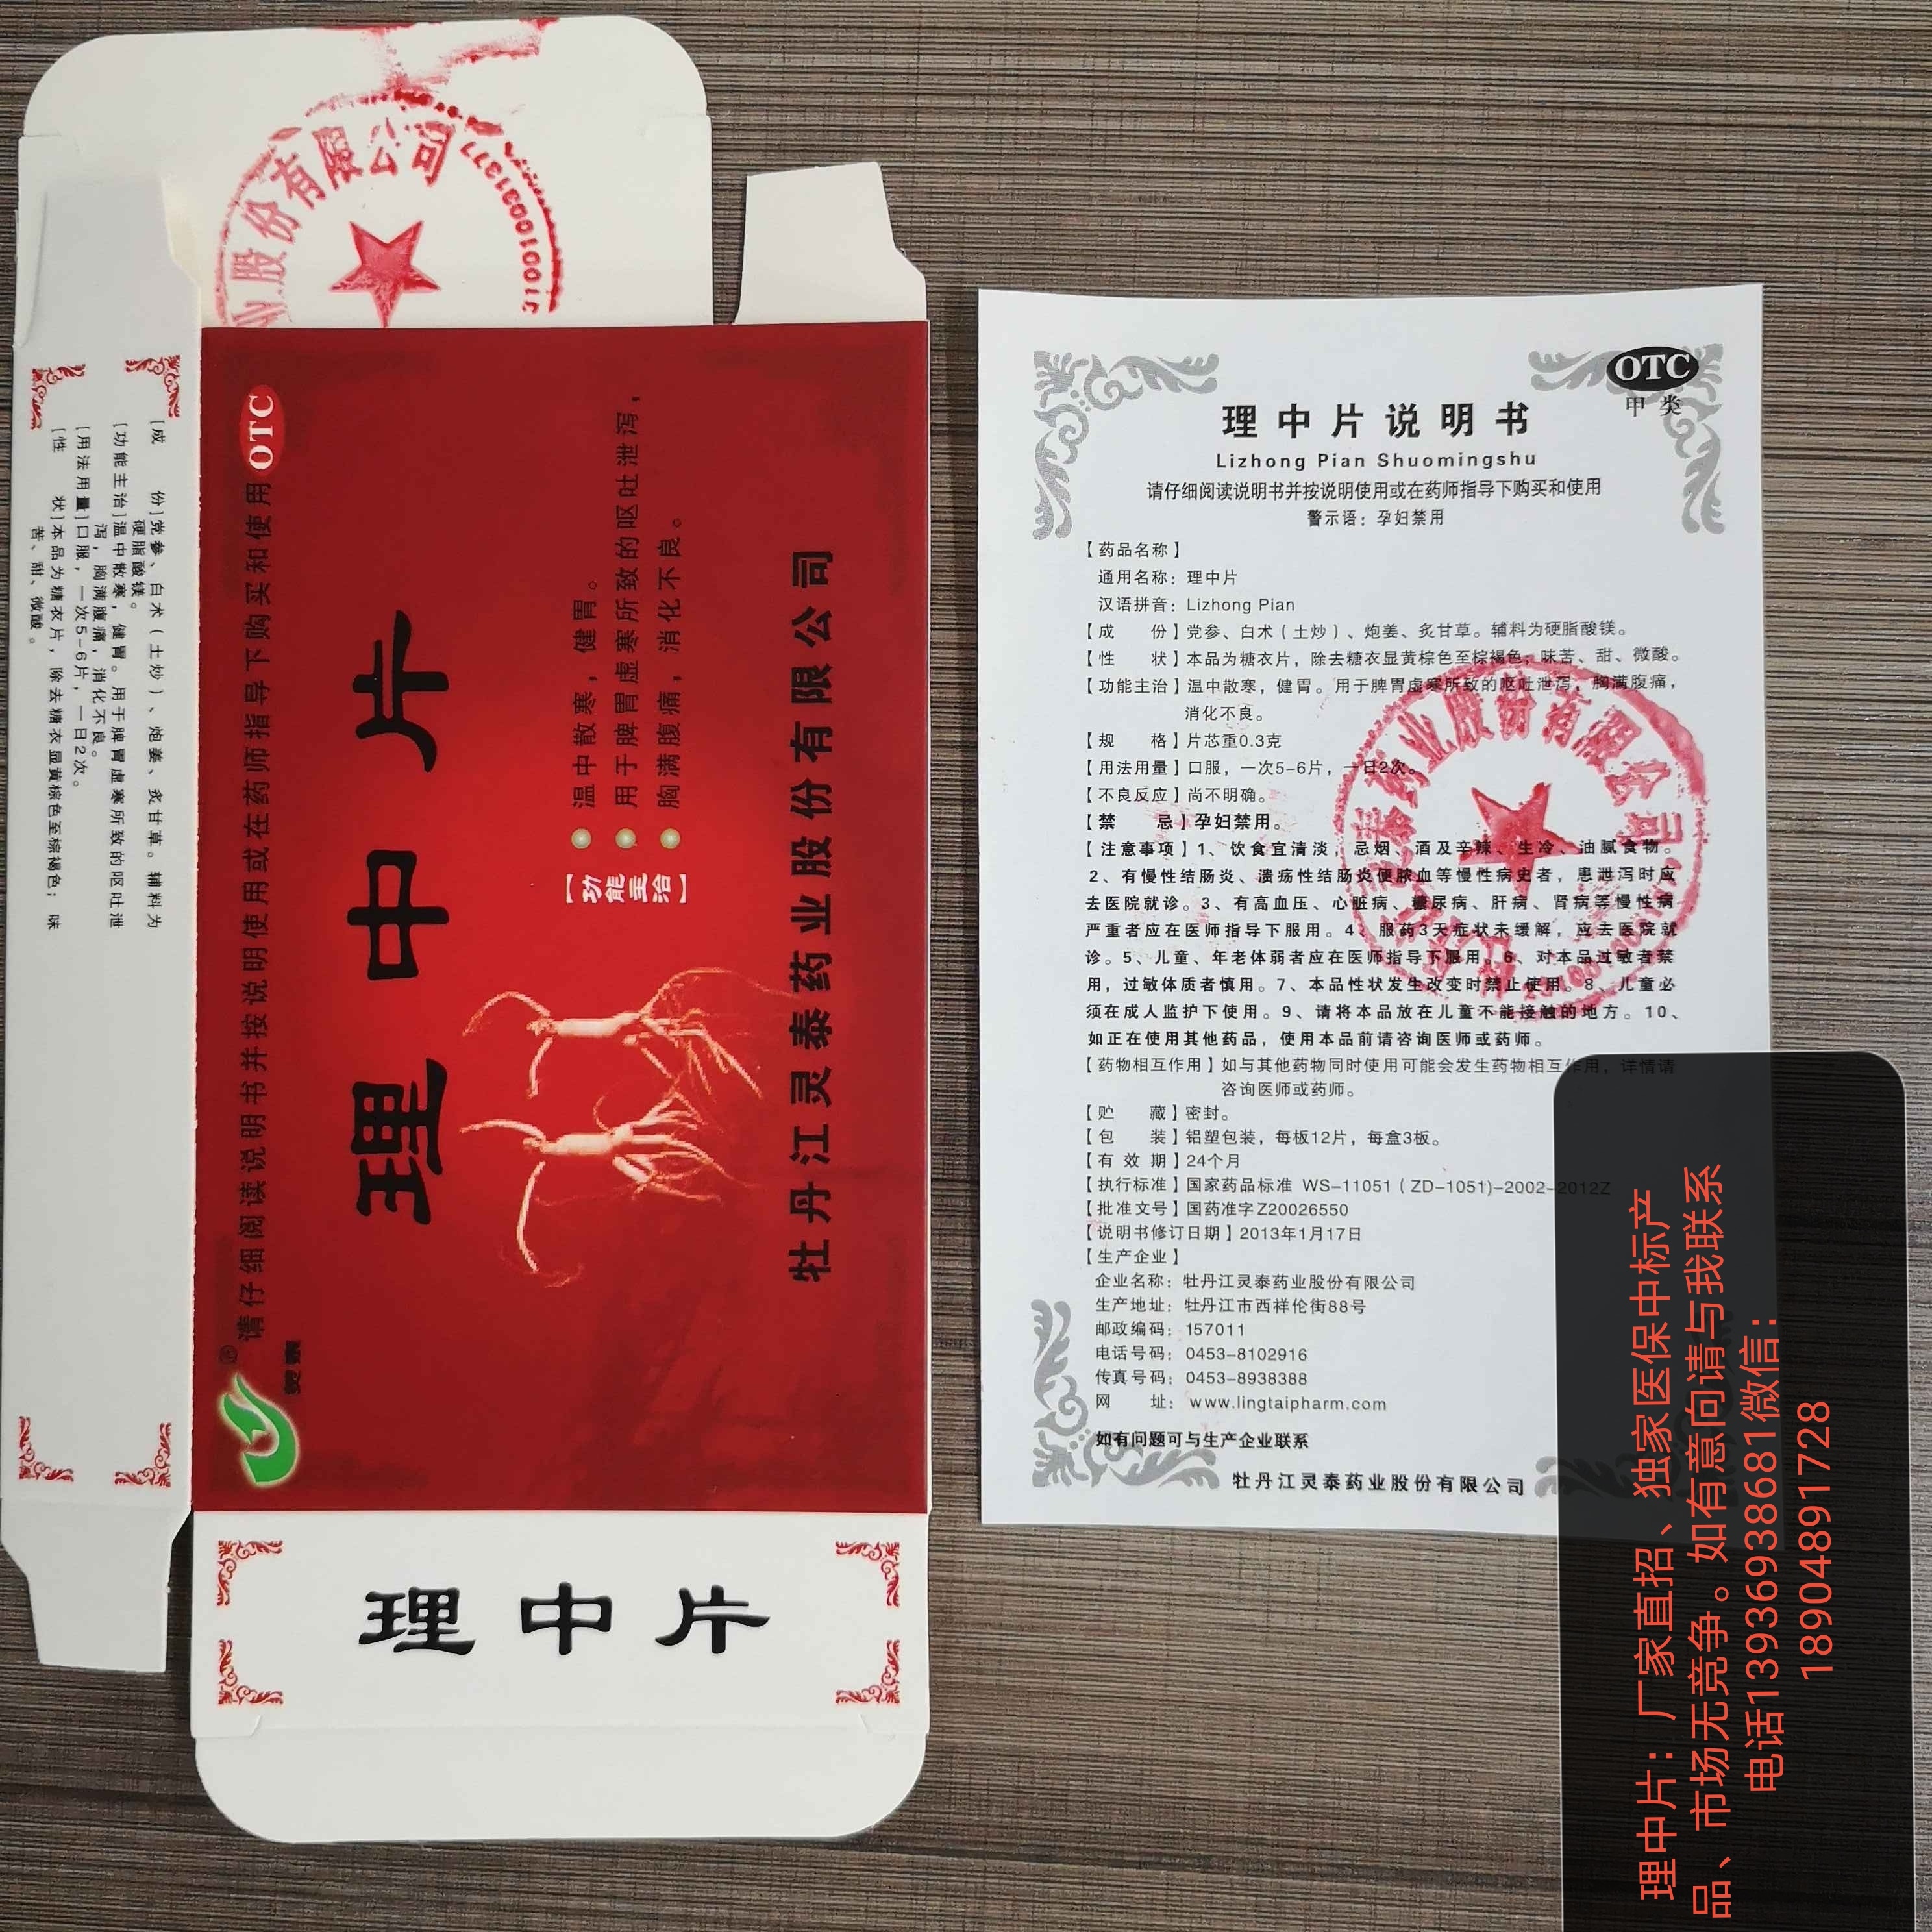 [成　　份]党参、白术（土炒）、炮姜、炙甘草。辅料为
硬脂酸镁。
[功能主治]温中散寒，健胃。用于脾胃虚寒所致的呕吐泄
泻，胸满腹痛，消化不良。
[用法用量]口服，一次5-6片，一日2次。
[性　　状]本品为糖衣片，除去糖衣显黄棕色至棕褐色；味
苦、甜、微酸。
股份有限公司
请仔细阅读说明书并按说明使用或在药师指导下购买和使用
OTC
理中片
【功能主治】
温中散寒，健胃。
用于脾胃虚寒所致的呕吐泄泻，
胸满腹痛，消化不良。
牡丹江灵泰药业股份有限公司
理中片
OTC
甲类
理中片说明书
Lizhong Pian Shuomingshu
请仔细阅读说明书并按说明使用或在药师指导下购买和使用
警示语：孕妇禁用
【药品名称】
通用名称：理中片
汉语拼音：Lizhong Pian
【成　　份】党参、白术（土炒）、炮姜、炙甘草。辅料为硬脂酸镁。
【性　　状】本品为糖衣片，除去糖衣显黄棕色至棕褐色；味苦、甜、微酸。
【功能主治】温中散寒，健胃。用于脾胃虚寒所致的呕吐泄泻，胸满腹痛，
消化不良。
【规　　格】片芯重0.3克
【用法用量】口服，一次5-6片，一日2次。
【不良反应】尚不明确。
【禁　　忌】孕妇禁用。
【注意事项】1、饮食宜清淡，忌烟、酒及辛辣、生冷、油腻食物。
2、有慢性结肠炎、溃疡性结肠炎便脓血等慢性病史者，患泄泻时应
去医院就诊。3、有高血压、心脏病、糖尿病、肝病、肾病等慢性病
严重者应在医师指导下服用。4、服药3天症状未缓解，应去医院就
诊。5、儿童、年老体弱者应在医师指导下服用。6、对本品过敏者禁
用，过敏体质者慎用。7、本品性状发生改变时禁止使用。8、儿童必
须在成人监护下使用。9、请将本品放在儿童不能接触的地方。10、
如正在使用其他药品，使用本品前请咨询医师或药师。
【药物相互作用】如与其他药物同时使用可能会发生药物相互作用，详情请
咨询医师或药师。
【贮　　藏】密封。
【包　　装】铝塑包装，每板12片，每盒3板。
【有 效 期】24个月
【执行标准】国家药品标准 WS-11051（ZD-1051)-2002-2012Z
【批准文号】国药准字Z20026550
【说明书修订日期】2013年1月17日
【生产企业】
企业名称：牡丹江灵泰药业股份有限公司
生产地址：牡丹江市西祥伦街88号
邮政编码：157011
电话号码：0453-8102916
传真号码：0453-8938388
网　　址：www.lingtaipharm.com
如有问题可与生产企业联系
牡丹江灵泰药业股份有限公司
理中片：厂家直招、独家医保中标产
品、市场无竞争。如有意向请与我联系
电话13936938681微信：
18904891728